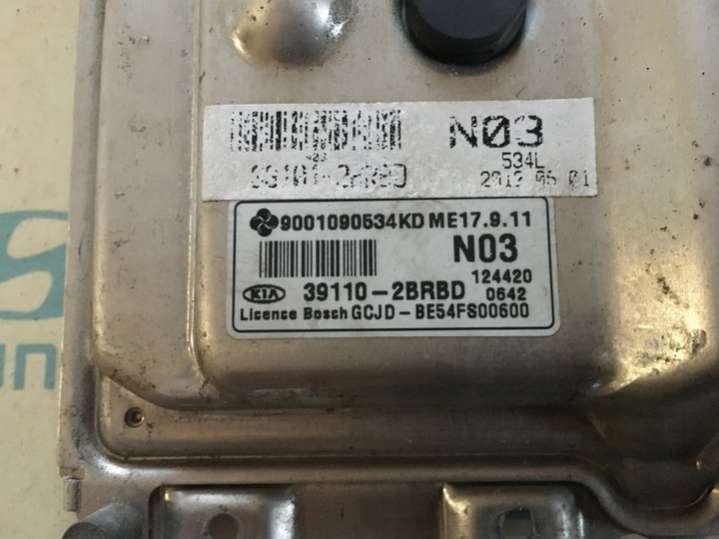 N03
534L
9001090534KD ME17.9.11
N03
124420
KIA 39110-2BRBD 0642
Licence Bosch GCJD-BE54FS00600